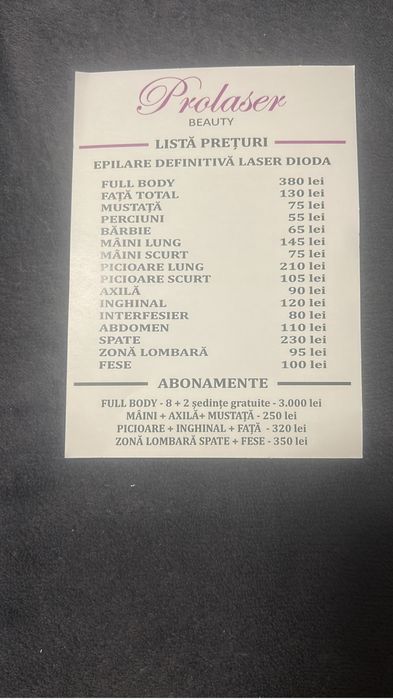 Prolaser
BEAUTY
LISTĂ PREȚURI
EPILARE DEFINITIVĂ LASER DIODA
FULL BODY 380 lei
FAȚĂ TOTAL 130 lei
MUSTAȚĂ 75 lei
PERCIUNI 55 lei
BĂRBIE 65 lei
MÂINI LUNG 145 lei
MÂINI SCURT 75 lei
PICIOARE LUNG 210 lei
PICIOARE SCURT 105 lei
AXILĂ 90 lei
INGHINAL 120 lei
INTERFESIER 80 lei
ABDOMEN 110 lei
SPATE 230 lei
ZONĂ LOMBARĂ 95 lei
FESE 100 lei
ABONAMENTE
FULL BODY - 8 + 2 ședințe gratuite - 3.000 lei
MÂINI + AXILĂ+ MUSTAȚĂ - 250 lei
PICIOARE + INGHINAL + FAȚĂ - 320 lei
ZONĂ LOMBARĂ SPATE + FESE - 350 lei